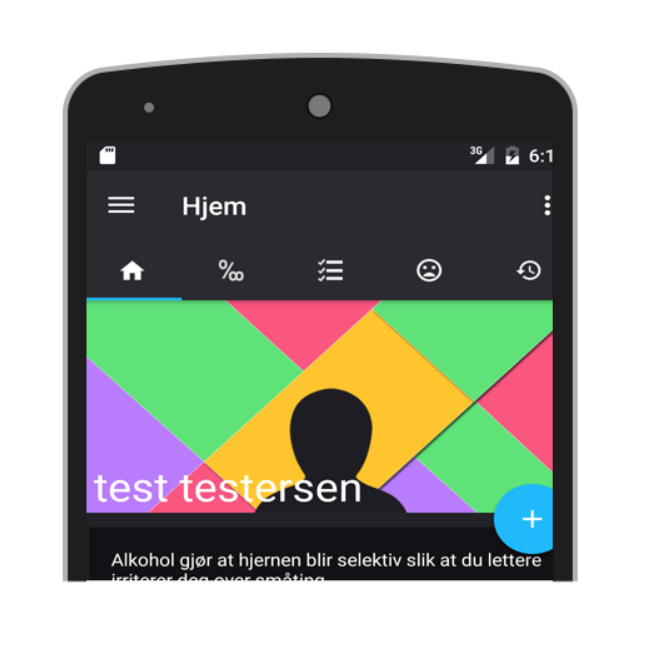 3G 6:1
Hjem
‰
test testersen
Alkohol gjør at hjernen blir selektiv slik at du lettere
irriterer deg over småting